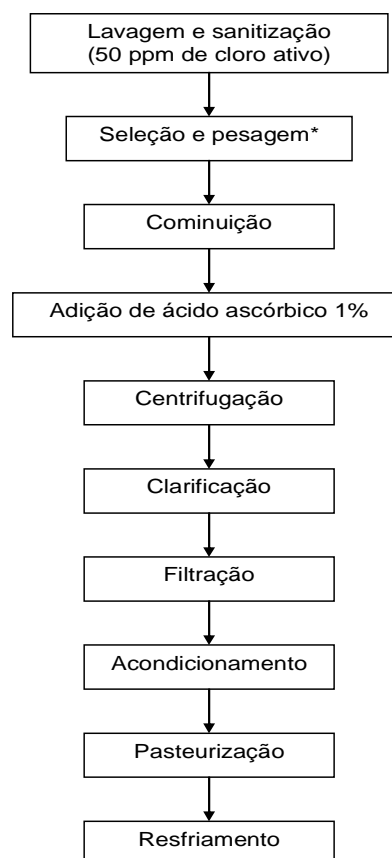 Lavagem e sanitização
(50 ppm de cloro ativo)
Seleção e pesagem*
Cominuição
Adição de ácido ascórbico 1%
Centrifugação
Clarificação
Filtração
Acondicionamento
Pasteurização
Resfriamento